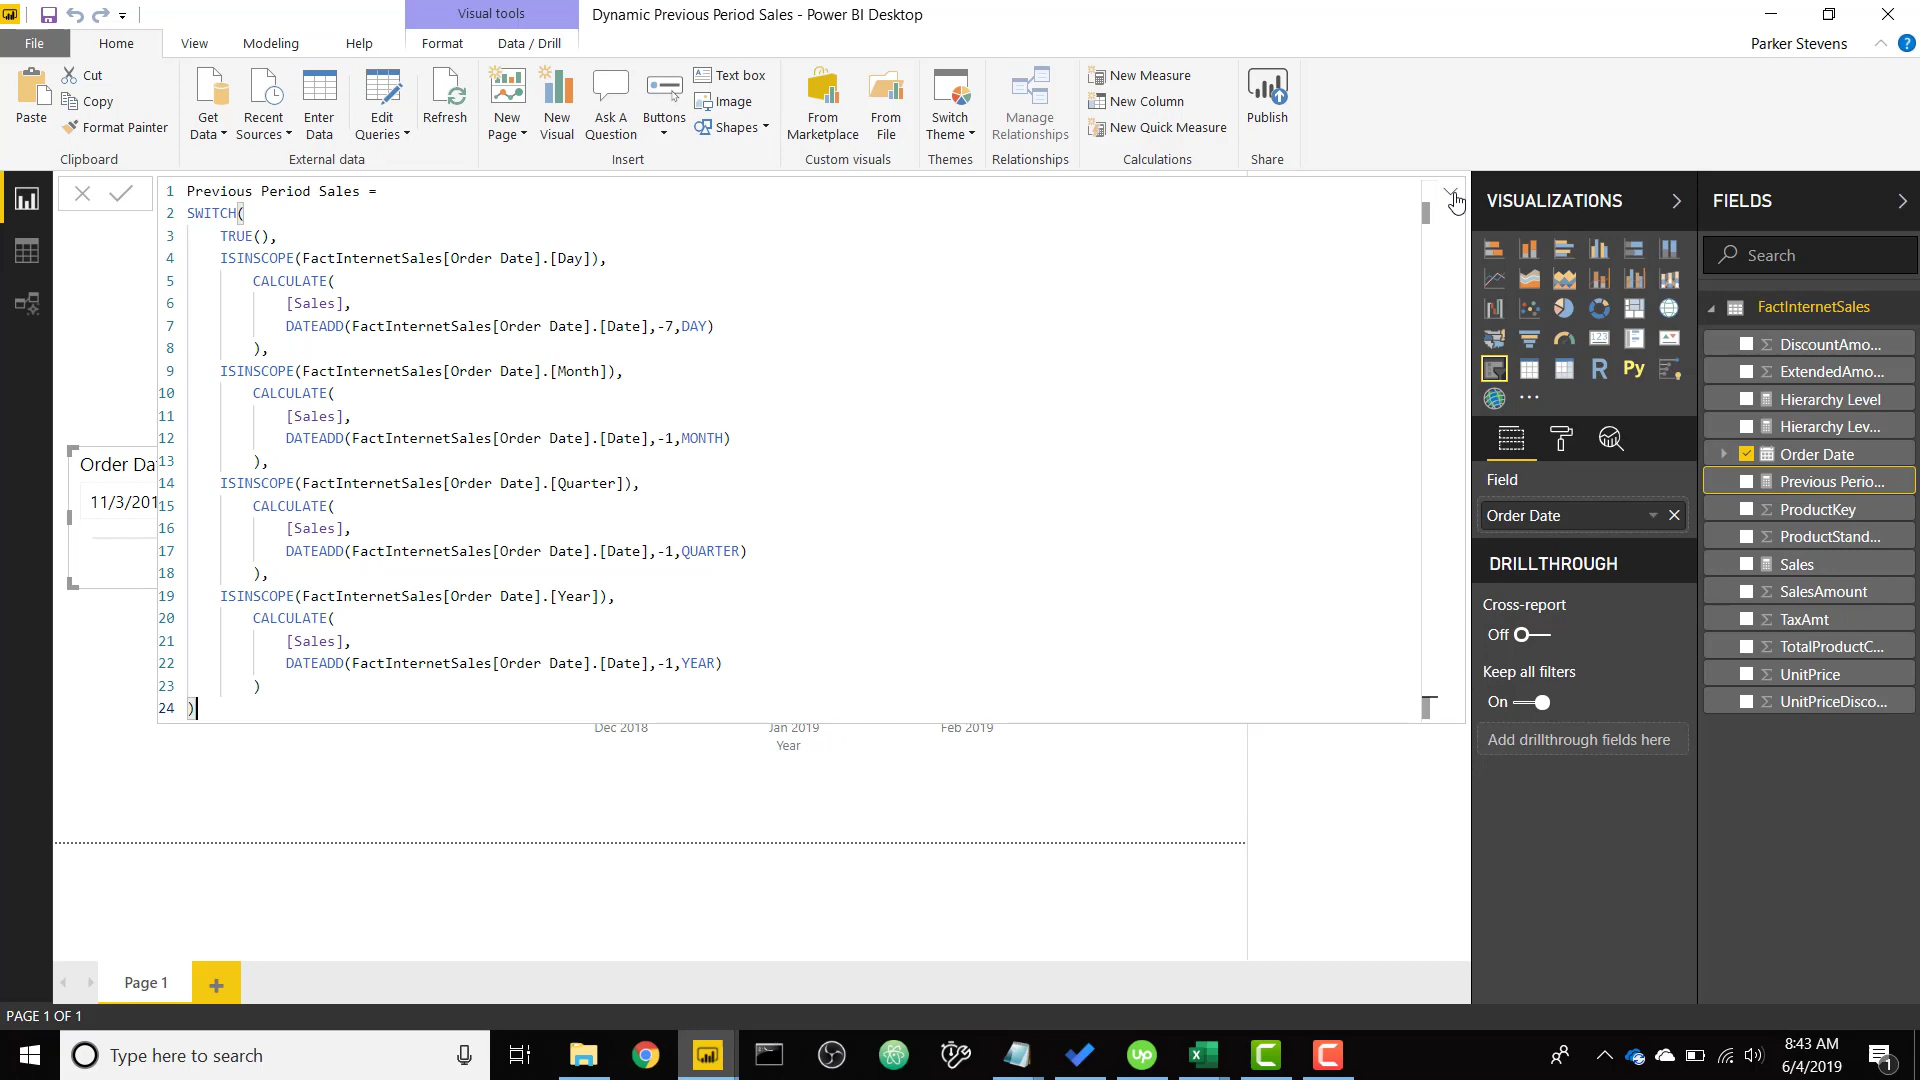 Visual tools
Dynamic Previous Period Sales - Power BI Desktop
File
Home
View
Modeling
Help
Format
Data / Drill
Parker Stevens
?
Paste
Cut
Copy
Format Painter
Clipboard
Get Data
Recent Sources
Enter Data
Edit Queries
Refresh
External data
New Page
New Visual
Ask A Question
Buttons
Text box
Image
Shapes
Insert
From Marketplace
From File
Custom visuals
Switch Theme
Themes
Manage Relationships
Relationships
New Measure
New Column
New Quick Measure
Calculations
Publish
Share
1 Previous Period Sales =
2 SWITCH(
3 TRUE(),
4 ISINSCOPE(FactInternetSales[Order Date].[Day]),
5 CALCULATE(
6 [Sales],
7 DATEADD(FactInternetSales[Order Date].[Date],-7,DAY)
8 ),
9 ISINSCOPE(FactInternetSales[Order Date].[Month]),
10 CALCULATE(
11 [Sales],
12 DATEADD(FactInternetSales[Order Date].[Date],-1,MONTH)
13 ),
14 ISINSCOPE(FactInternetSales[Order Date].[Quarter]),
15 CALCULATE(
16 [Sales],
17 DATEADD(FactInternetSales[Order Date].[Date],-1,QUARTER)
18 ),
19 ISINSCOPE(FactInternetSales[Order Date].[Year]),
20 CALCULATE(
21 [Sales],
22 DATEADD(FactInternetSales[Order Date].[Date],-1,YEAR)
23 )
24 )
Order Da
11/3/201
Dec 2018
Jan 2019
Feb 2019
Year
VISUALIZATIONS
123
R
Py
...
Field
Order Date
DRILLTHROUGH
Cross-report
Off
Keep all filters
On
Add drillthrough fields here
FIELDS
Search
FactInternetSales
Σ DiscountAmo...
Σ ExtendedAmo...
Hierarchy Level
Hierarchy Lev...
Order Date
Previous Perio...
Σ ProductKey
Σ ProductStand...
Sales
Σ SalesAmount
Σ TaxAmt
Σ TotalProductC...
Σ UnitPrice
Σ UnitPriceDisco...
Page 1
+
PAGE 1 OF 1
Type here to search
up
8:43 AM
6/4/2019
1